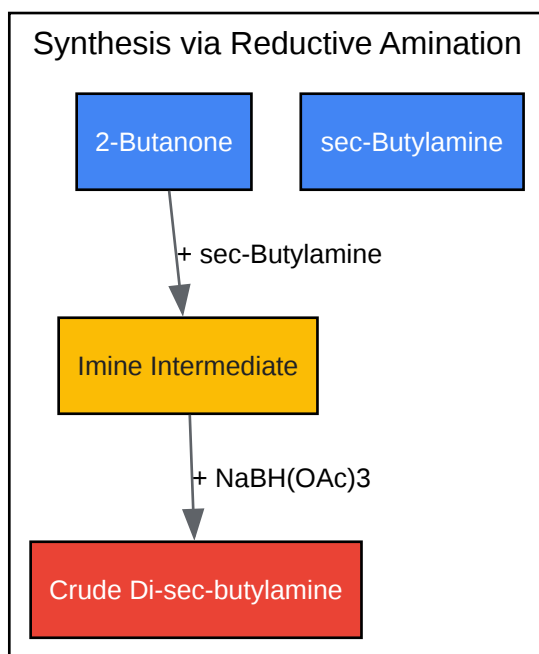 Synthesis via Reductive Amination
2-Butanone
sec-Butylamine
+ sec-Butylamine
Imine Intermediate
+ NaBH(OAc)3
Crude Di-sec-butylamine